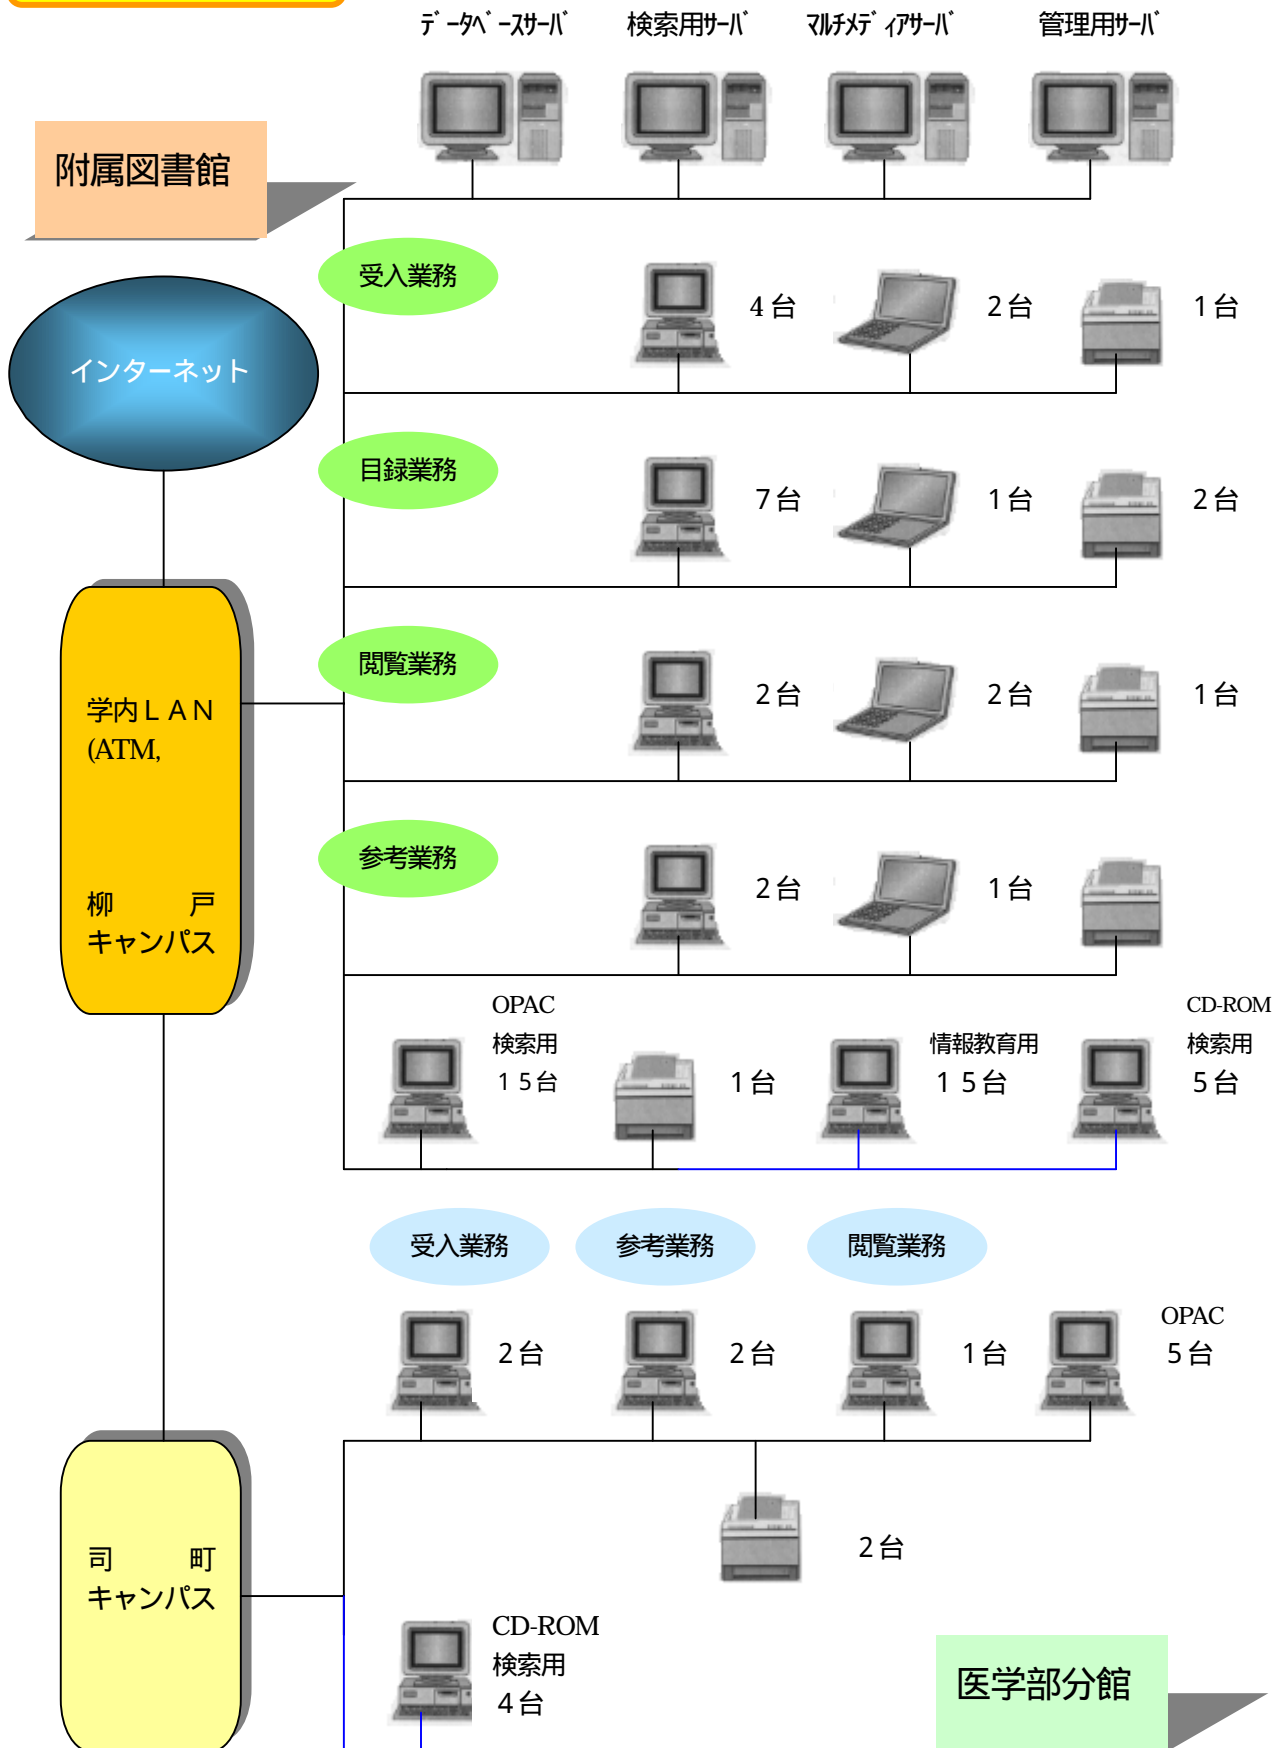 ﾃﾞｰﾀﾍﾞｰｽｻｰﾊﾞ
検索用ｻｰﾊﾞ
ﾏﾙﾁﾒﾃﾞｨｱｻｰﾊﾞ
管理用ｻｰﾊﾞ
附属図書館
受入業務
4台
2台
1台
インターネット
目録業務
7台
1台
2台
閲覧業務
2台
2台
1台
学内ＬＡＮ
(ATM,
柳　戸
キャンパス
参考業務
2台
1台
OPAC
検索用
１5台
1台
情報教育用
１5台
CD-ROM
検索用
5台
受入業務
参考業務
閲覧業務
2台
2台
1台
OPAC
5台
2台
司　町
キャンパス
CD-ROM
検索用
4台
医学部分館